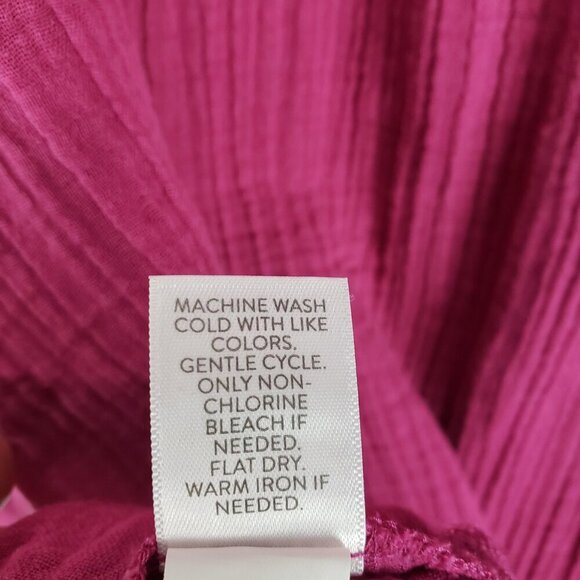 MACHINE WASH
COLD WITH LIKE
COLORS.
GENTLE CYCLE.
ONLY NON-
CHLORINE
BLEACH IF
NEEDED.
FLAT DRY.
WARM IRON IF
NEEDED.